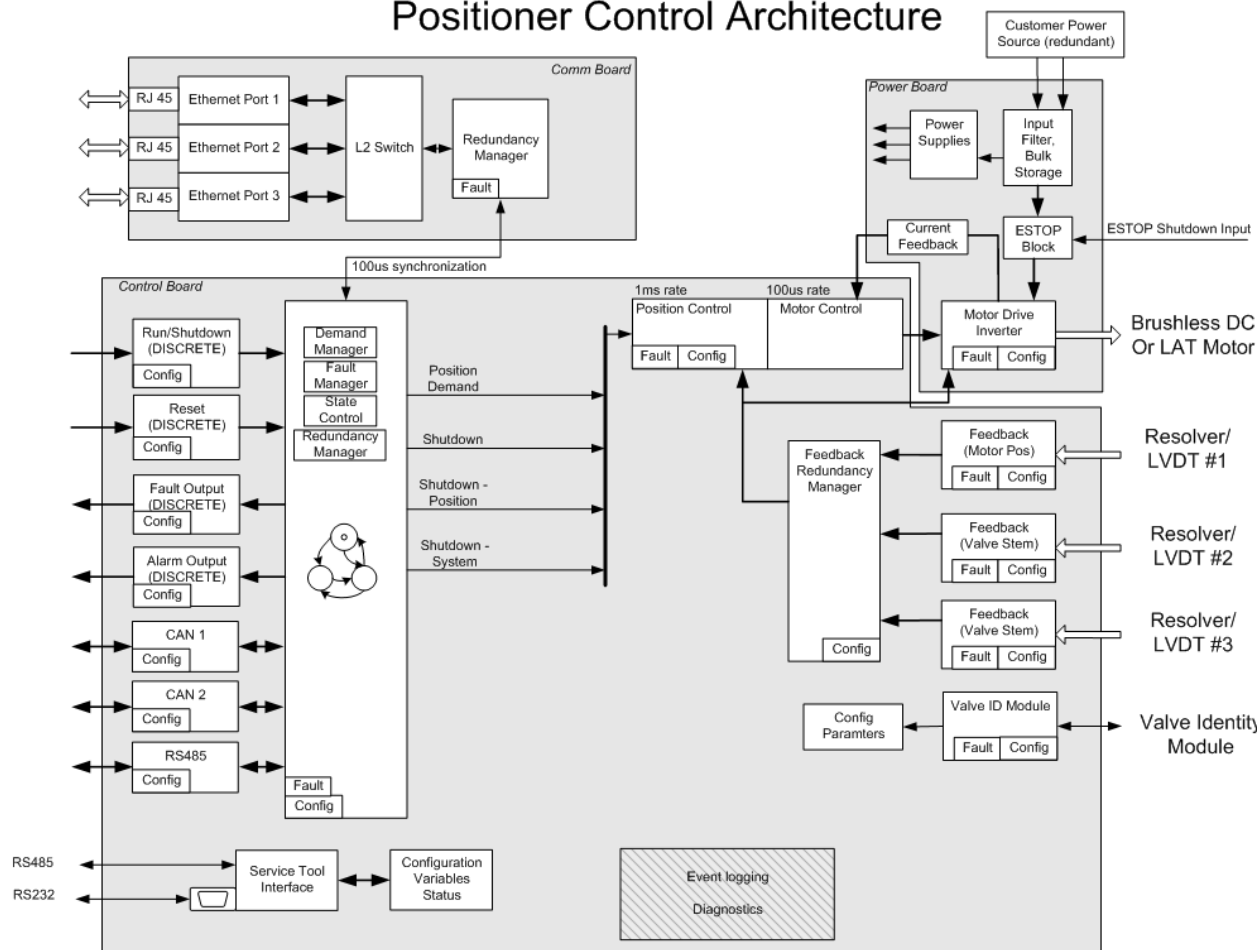 Positioner Control Architecture
Customer Power
Source (redundant)
Comm Board
RJ 45
Ethernet Port 1
RJ 45
Ethernet Port 2
RJ 45
Ethernet Port 3
L2 Switch
Redundancy
Manager
Fault
Power Board
Power
Supplies
Input
Filter,
Bulk
Storage
Current
Feedback
ESTOP
Block
ESTOP Shutdown Input
100us synchronization
Control Board
Run/Shutdown
(DISCRETE)
Config
Reset
(DISCRETE)
Config
Fault Output
(DISCRETE)
Config
Alarm Output
(DISCRETE)
Config
CAN 1
Config
CAN 2
Config
RS485
Config
Demand
Manager
Fault
Manager
State
Control
Redundancy
Manager
Fault
Config
Position
Demand
Shutdown
Shutdown -
Position
Shutdown -
System
1ms rate
100us rate
Position Control
Motor Control
Fault
Config
Motor Drive
Inverter
Fault
Config
Brushless DC
Or LAT Motor
Feedback
Redundancy
Manager
Config
Feedback
(Motor Pos)
Fault
Config
Resolver/
LVDT #1
Feedback
(Valve Stem)
Fault
Config
Resolver/
LVDT #2
Feedback
(Valve Stem)
Fault
Config
Resolver/
LVDT #3
Config
Paramters
Valve ID Module
Fault
Config
Valve Identity
Module
RS485
RS232
Service Tool
Interface
Configuration
Variables
Status
Event logging
Diagnostics